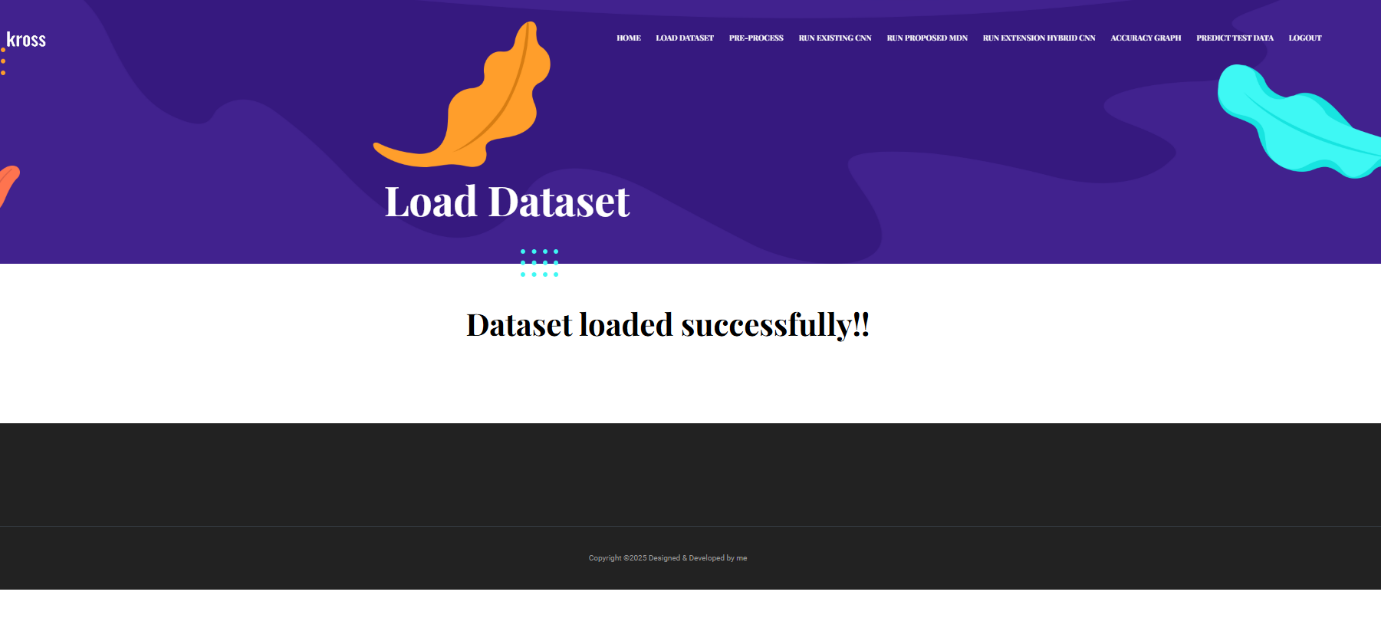 kross
HOME LOAD DATASET PRE-PROCESS RUN EXISTING CNN RUN PROPOSED MDN RUN EXTENSION HYBRID CNN ACCURACY GRAPH PREDICT TEST DATA LOGOUT
Load Dataset
Dataset loaded successfully!!
Copyright ©2025 Designed & Developed by me